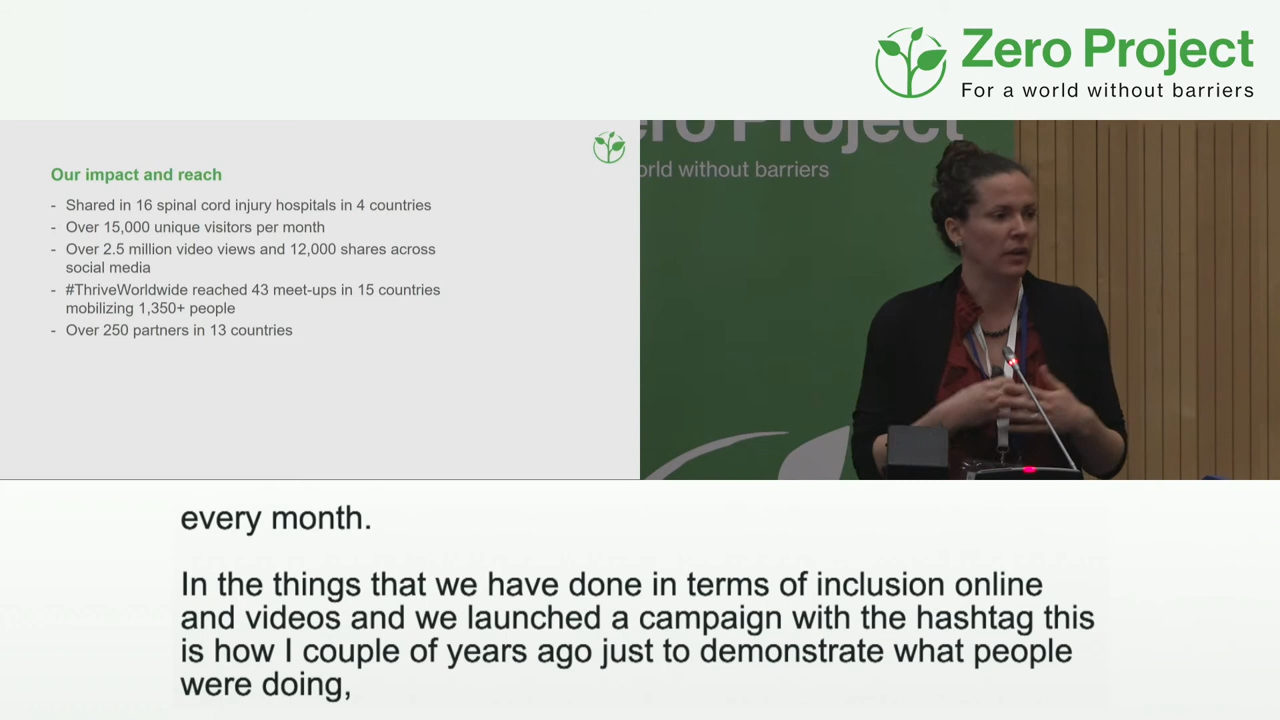 Zero Project
For a world without barriers
Our impact and reach
- Shared in 16 spinal cord injury hospitals in 4 countries
- Over 15,000 unique visitors per month
- Over 2.5 million video views and 12,000 shares across
social media
- #ThriveWorldwide reached 43 meet-ups in 15 countries
mobilizing 1,350+ people
- Over 250 partners in 13 countries
ero Project
orld without barriers
every month.
In the things that we have done in terms of inclusion online
and videos and we launched a campaign with the hashtag this
is how I couple of years ago just to demonstrate what people
were doing,